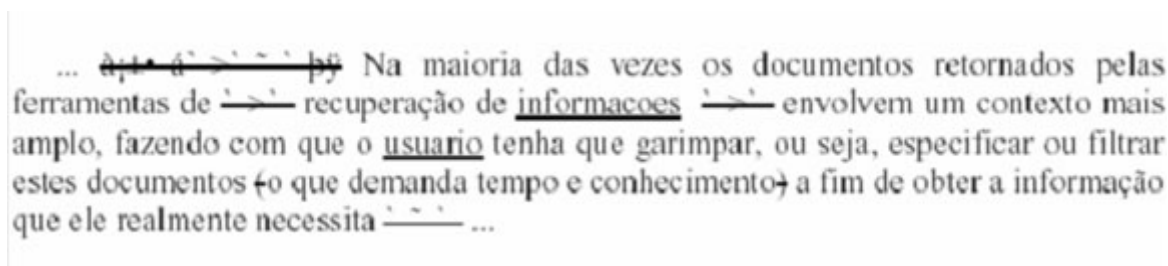 ... Na maioria das vezes os documentos retornados pelas
ferramentas de recuperação de informacoes envolvem um contexto mais
amplo, fazendo com que o usuario tenha que garimpar, ou seja, especificar ou filtrar
estes documentos (o que demanda tempo e conhecimento) a fim de obter a informação
que ele realmente necessita ...